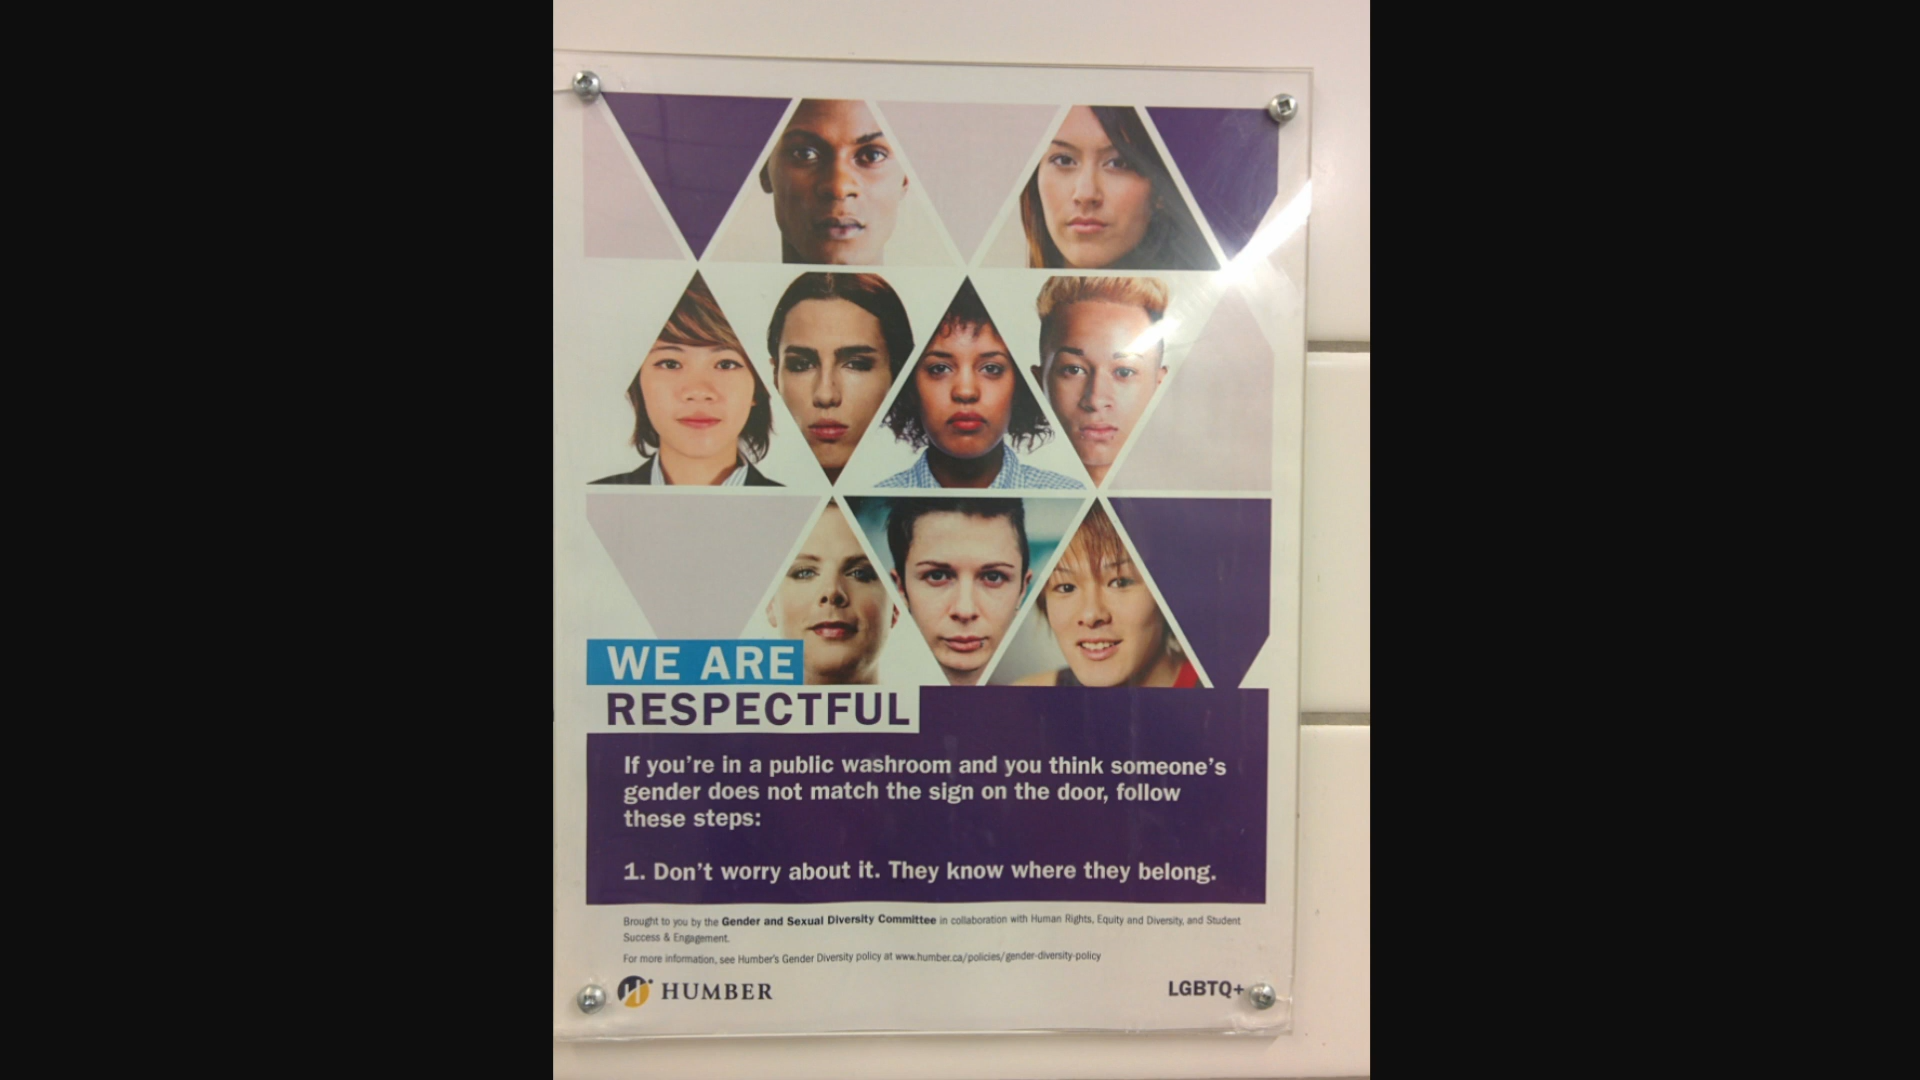 WE ARE
RESPECTFUL
If you're in a public washroom and you think someone's
gender does not match the sign on the door, follow
these steps:
1. Don't worry about it. They know where they belong.
Brought to you by the Gender and Sexual Diversity Committee in collaboration with Human Rights, Equity and Diversity, and Student
Success & Engagement.
For more information, see Humber's Gender Diversity policy at www.humber.ca/policies/gender-diversity-policy
HUMBER
LGBTQ+